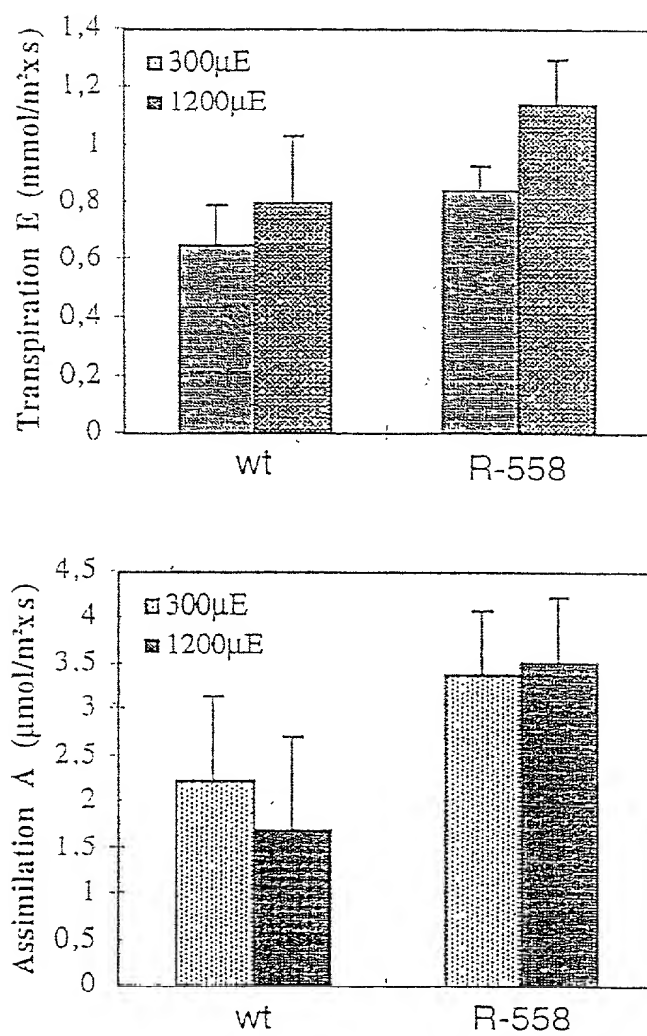 Transpiration E (mmol/m²xs)
1,4
1,2
1
0,8
0,6
0,4
0,2
0
300µE
1200µE
wt
R-558
Assimilation A (µmol/m²xs)
4,5
4
3.5
3
2.5
2
1.5
1
0,5
0
300µE
1200µE
wt
R-558